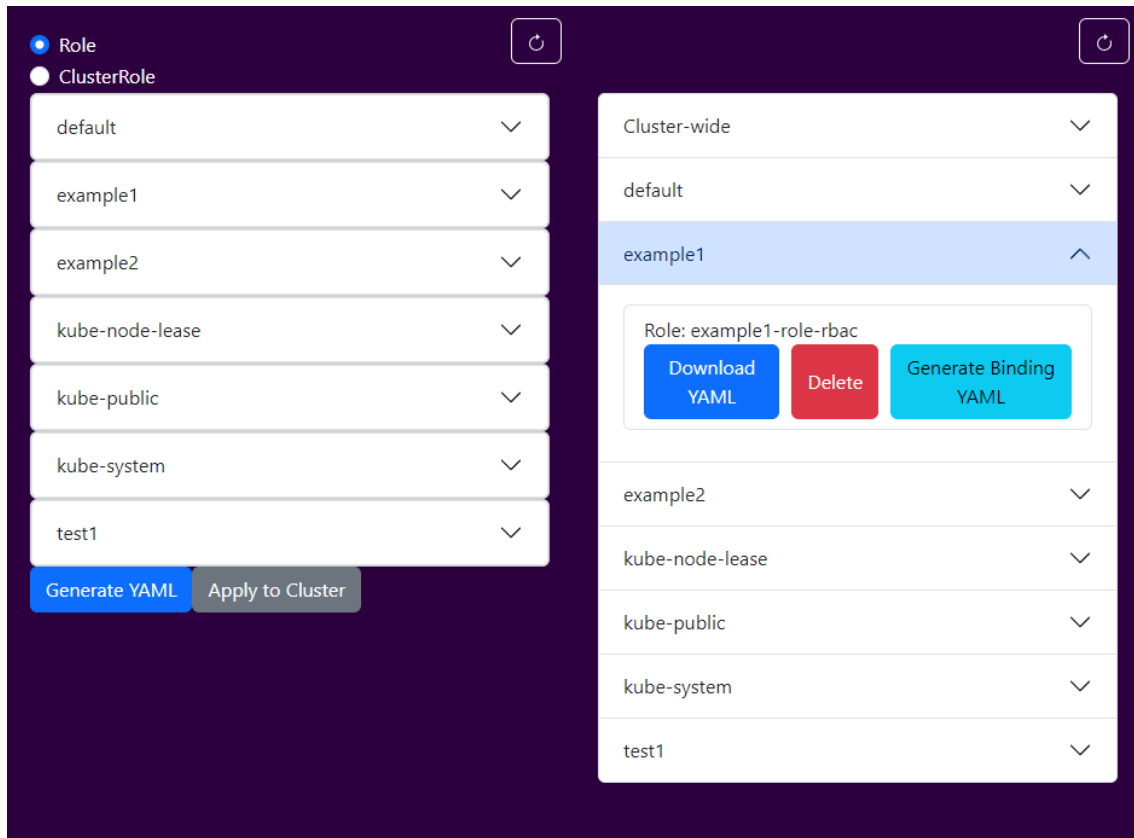 Role
ClusterRole
default
example1
example2
kube-node-lease
kube-public
kube-system
test1
Generate YAML
Apply to Cluster
Cluster-wide
default
example1
Role: example1-role-rbac
Download
YAML
Delete
Generate Binding
YAML
example2
kube-node-lease
kube-public
kube-system
test1